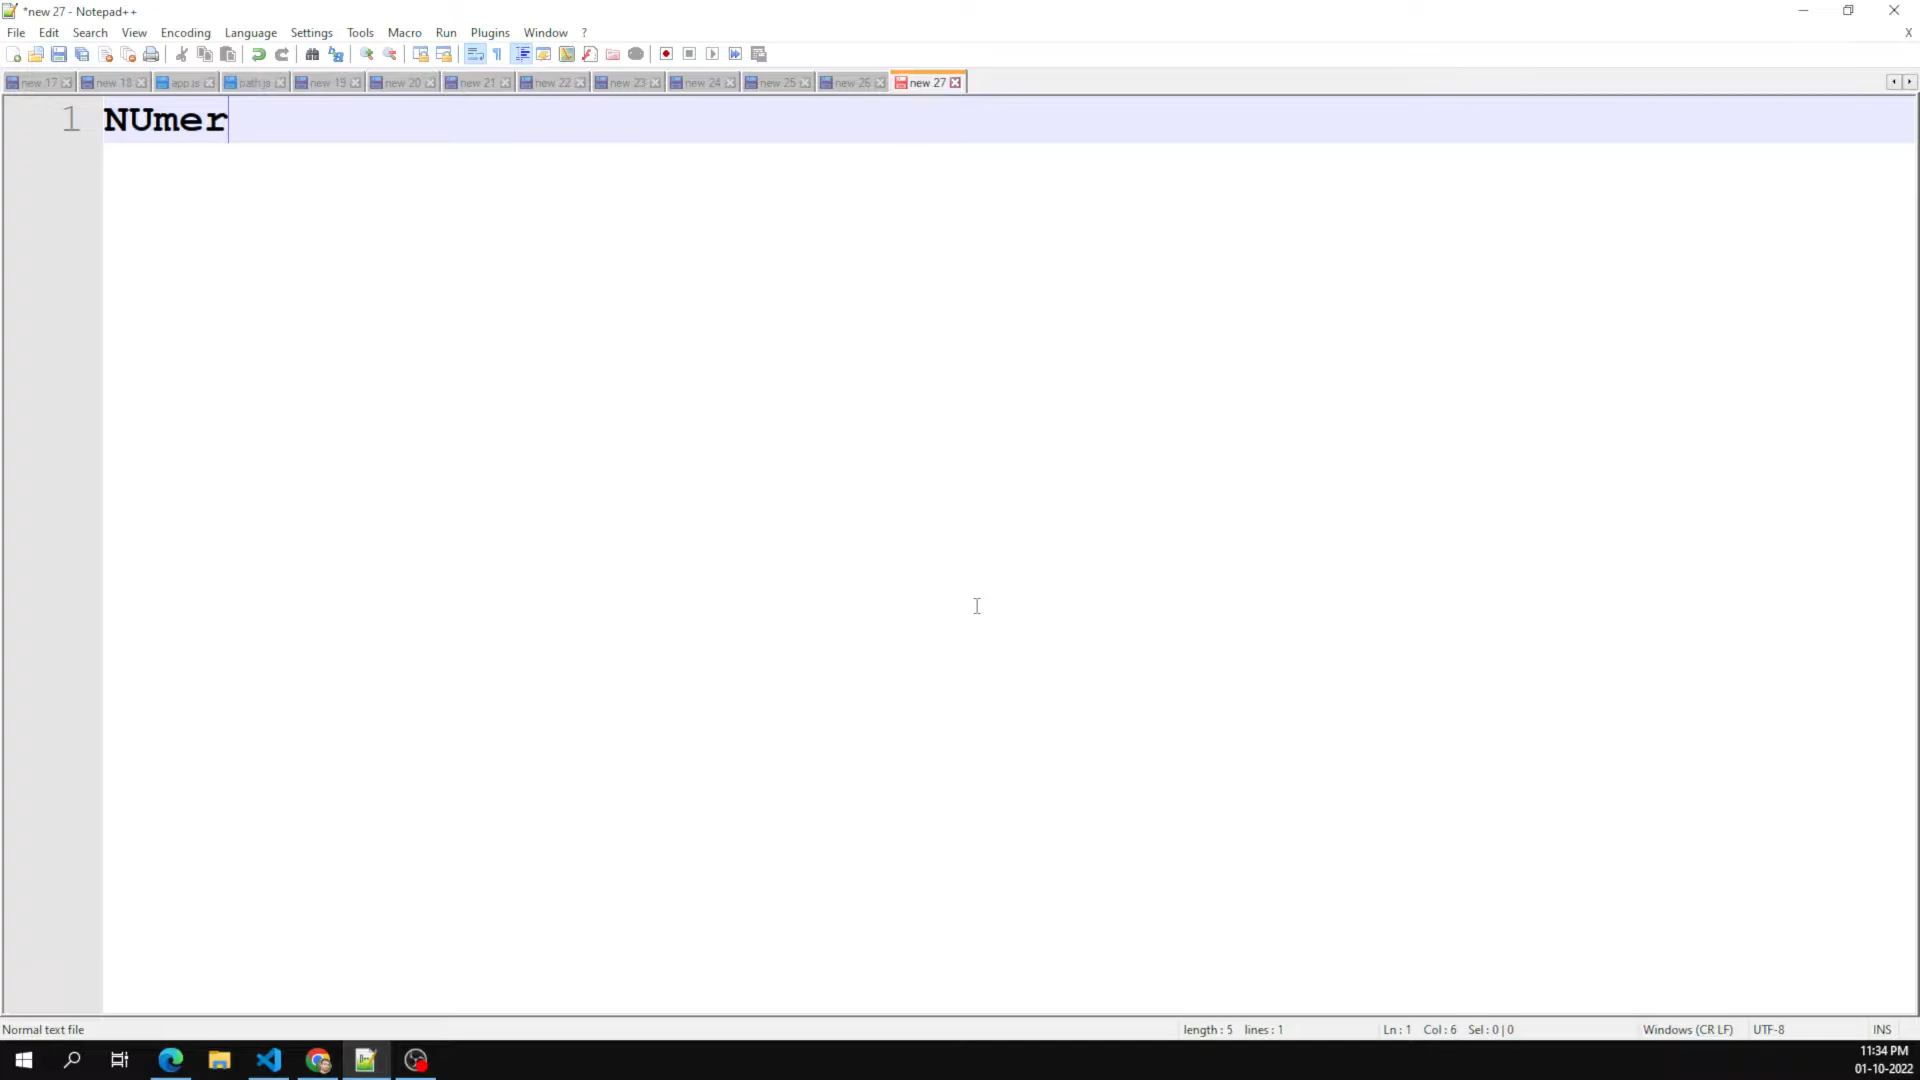 *new 27 - Notepad++
File Edit Search View Encoding Language Settings Tools Macro Run Plugins Window ? X
new 17 new 18 app.js path.js new 19 new 20 new 21 new 22 new 23 new 24 new 25 new 26 new 27
1 NUmer
Normal text file length : 5 lines : 1 Ln : 1 Col : 6 Sel : 0 | 0 Windows (CR LF) UTF-8 INS
11:34 PM
01-10-2022